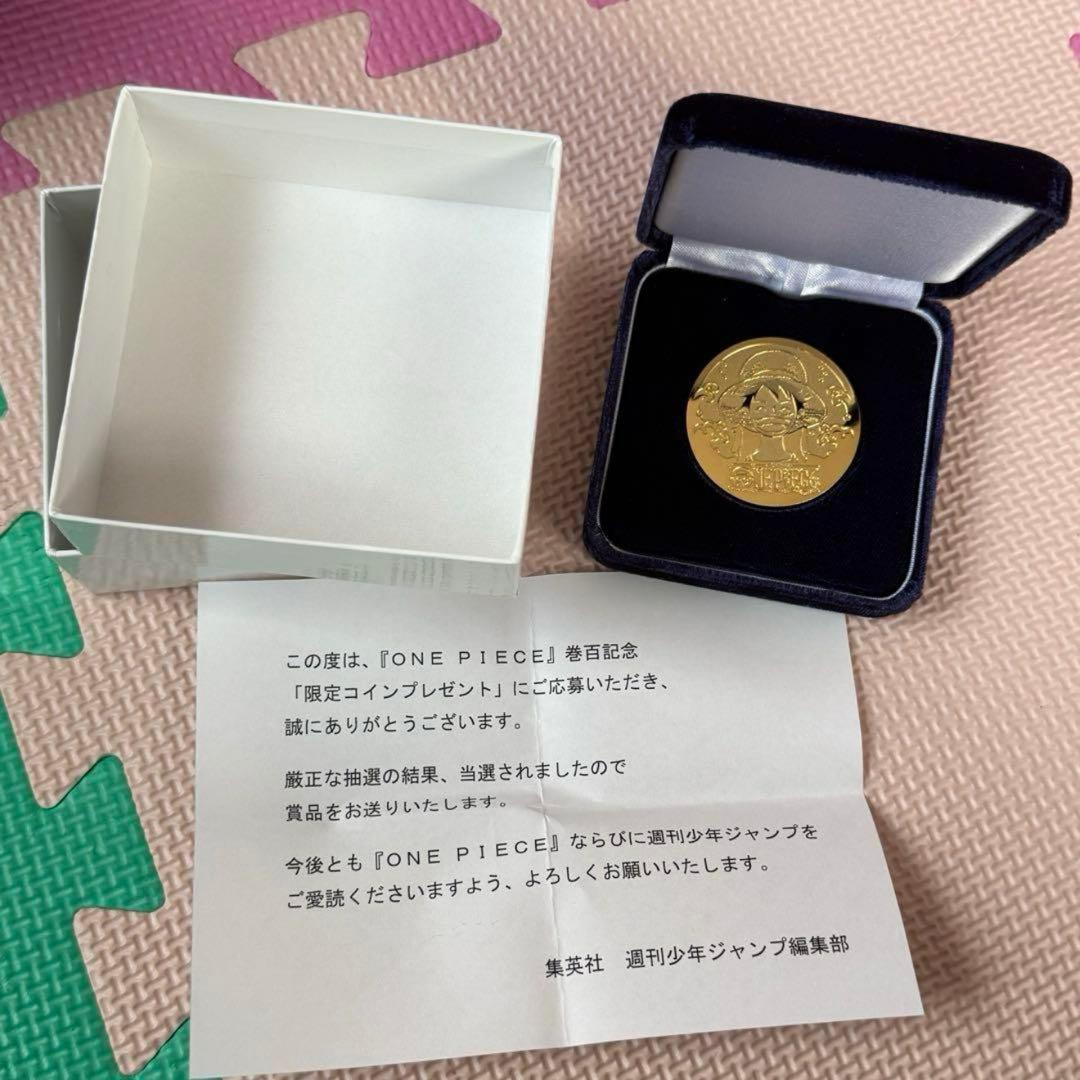 ONE PIECE
この度は、『ONE PIECE』巻百記念
「限定コインプレゼント」にご応募いただき、
誠にありがとうございます。
厳正な抽選の結果、当選されましたので
賞品をお送りいたします。
今後とも『ONE PIECE』ならびに週刊少年ジャンプを
ご愛読くださいますよう、よろしくお願いいたします。
集英社　週刊少年ジャンプ編集部